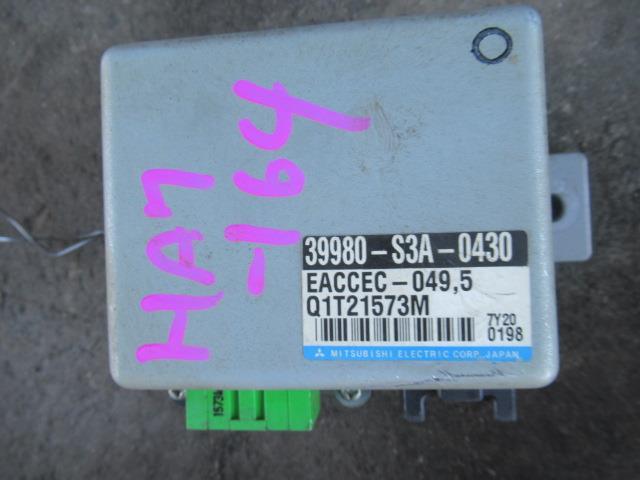 HA7
-164
39980-S3A-0430
EACCEC-049,5
Q1T21573M
7Y20
0198
MITSUBISHI ELECTRIC CORP. JAPAN